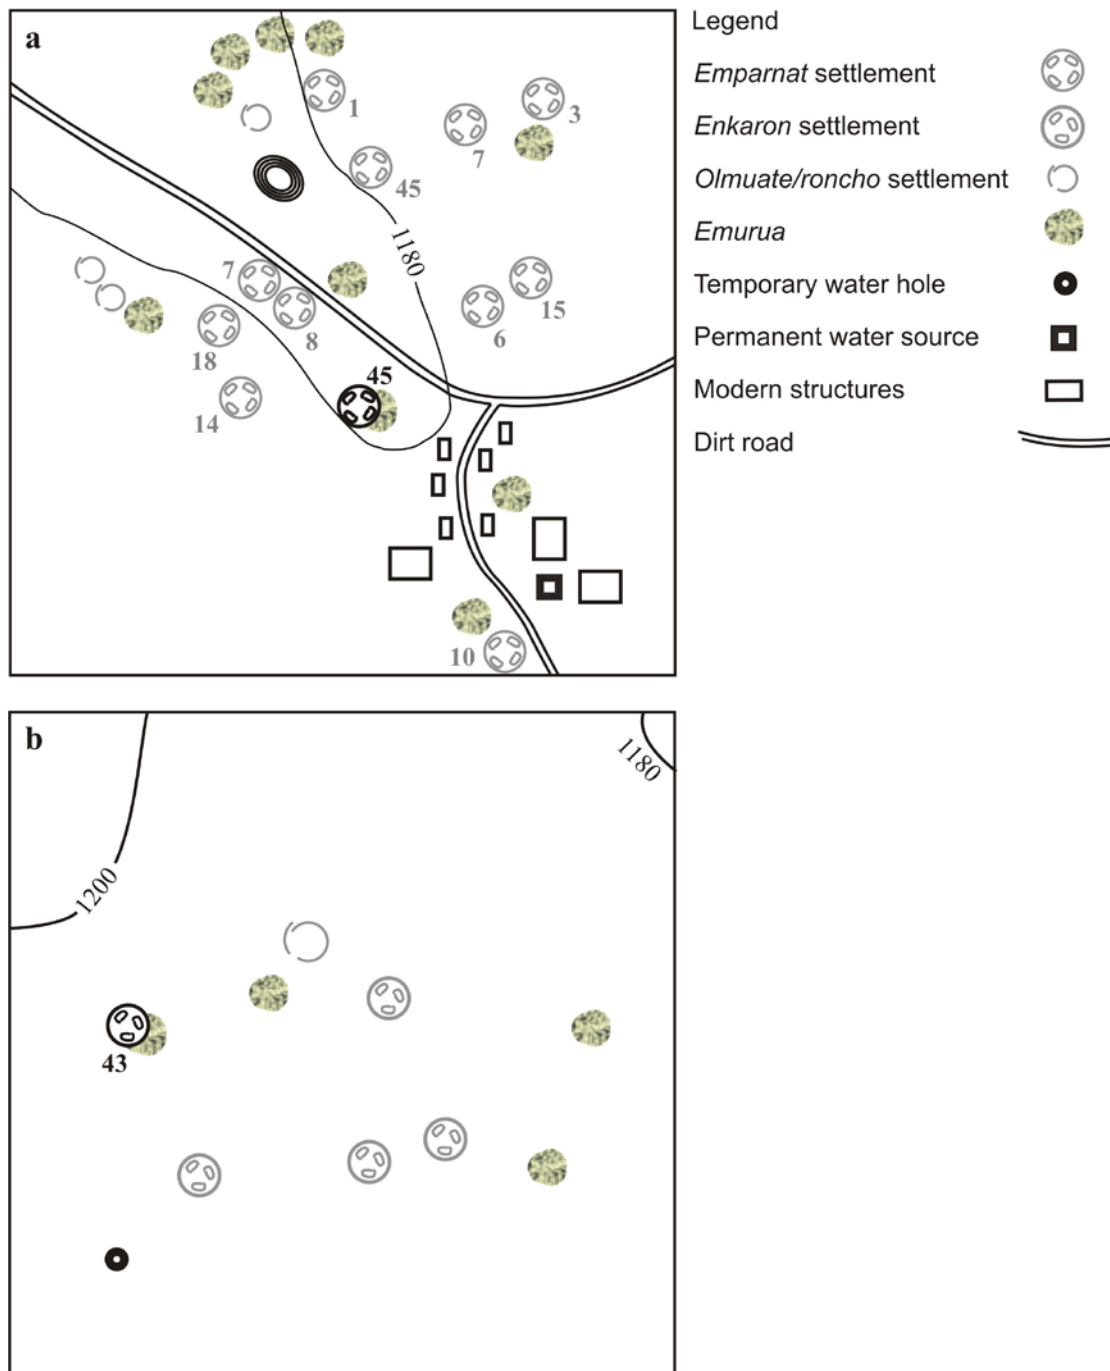 a
1
3
7
45
1180
7
8
15
6
18
45
14
10
Legend
Emparnat settlement
Enkaron settlement
Olmuate/roncho settlement
Emurua
Temporary water hole
Permanent water source
Modern structures
Dirt road
b
1180
1200
43